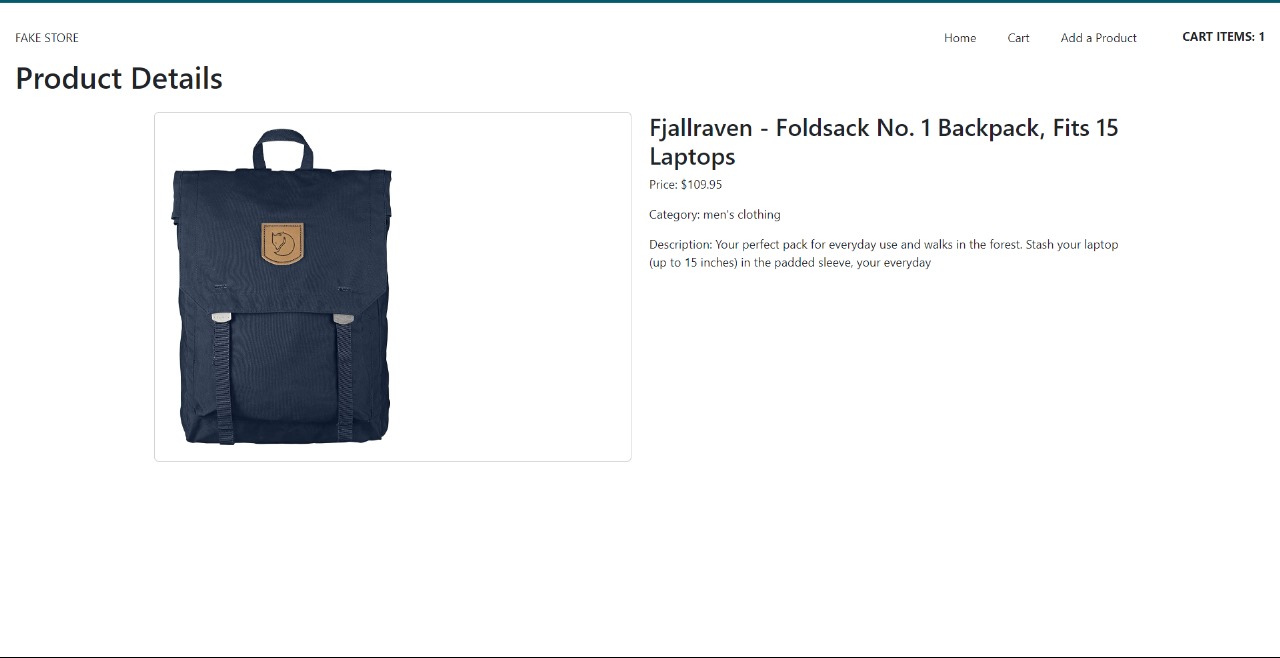 FAKE STORE
Home
Cart
Add a Product
CART ITEMS: 1
Product Details
Fjallraven - Foldsack No. 1 Backpack, Fits 15
Laptops
Price: $109.95
Category: men's clothing
Description: Your perfect pack for everyday use and walks in the forest. Stash your laptop
(up to 15 inches) in the padded sleeve, your everyday